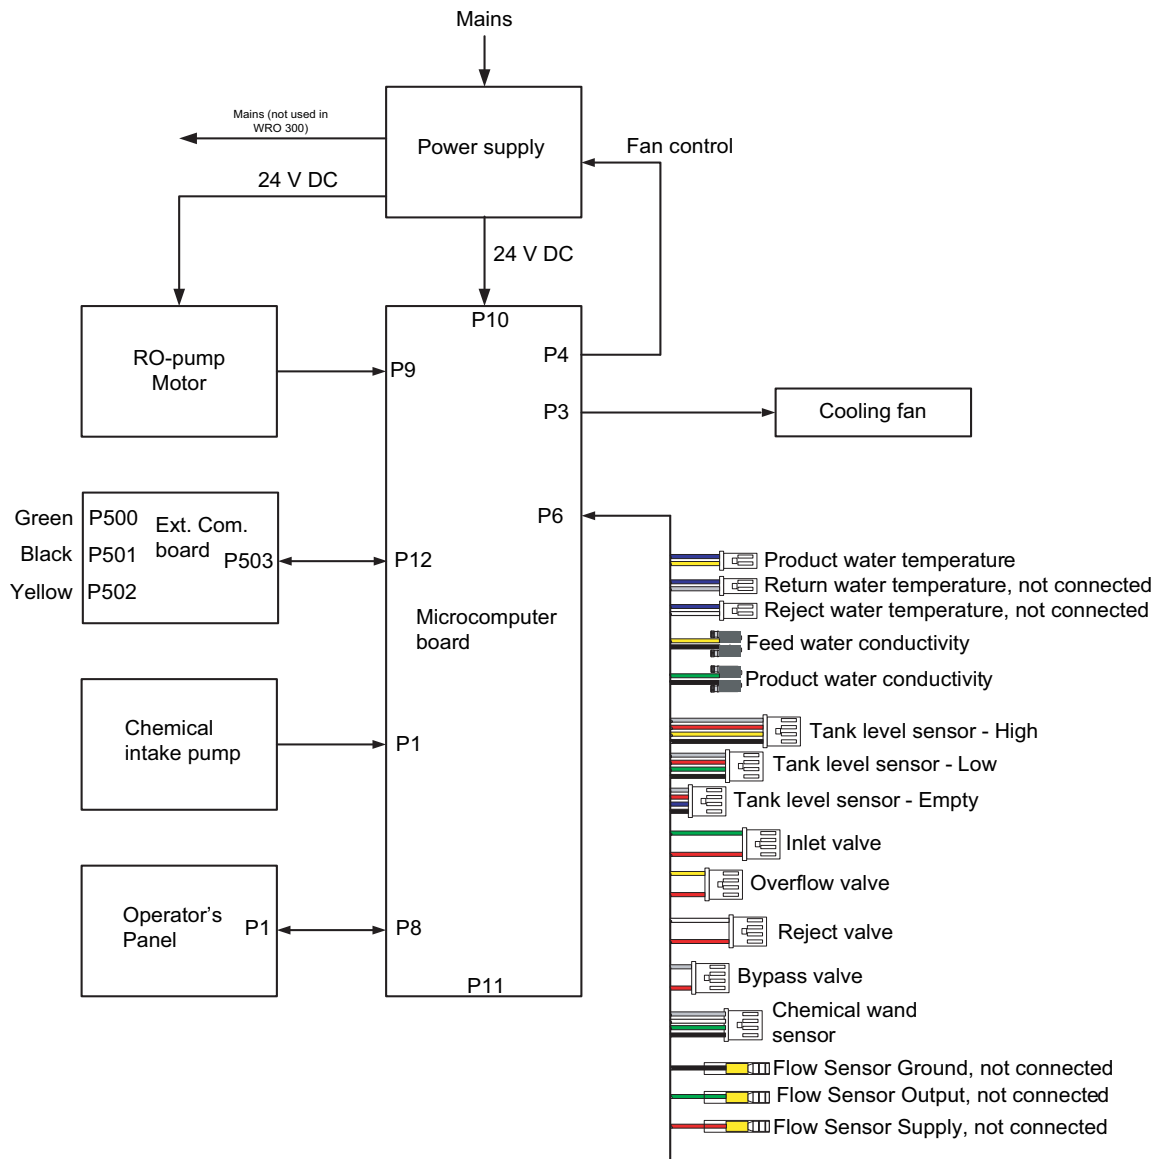 Mains
Mains (not used in
WRO 300)
Power supply
Fan control
24 V DC
24 V DC
P10
RO-pump
Motor
P9
P4
P3
Cooling fan
P6
Green
P500
Ext. Com.
board
Black
P501
P503
Yellow
P502
P12
Microcomputer
board
Product water temperature
Return water temperature, not connected
Reject water temperature, not connected
Feed water conductivity
Product water conductivity
Chemical
intake pump
P1
Tank level sensor - High
Tank level sensor - Low
Tank level sensor - Empty
Inlet valve
Overflow valve
Operator's
Panel
P1
P8
P11
Reject valve
Bypass valve
Chemical wand
sensor
Flow Sensor Ground, not connected
Flow Sensor Output, not connected
Flow Sensor Supply, not connected